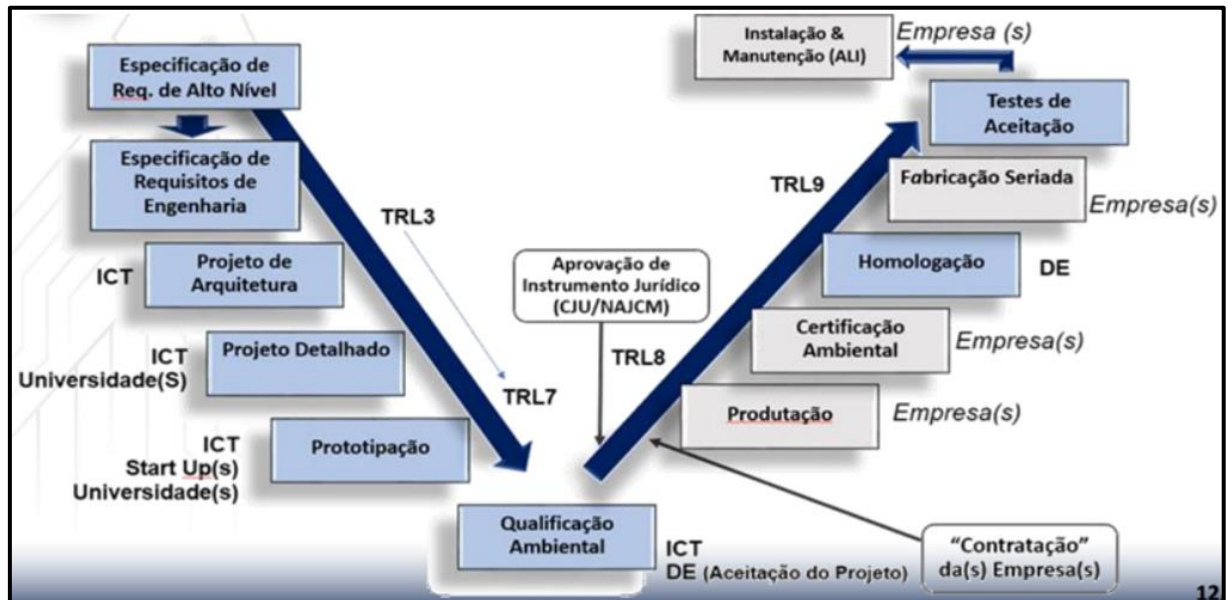 Especificação de
Req. de Alto Nível
Especificação de
Requisitos de
Engenharia
ICT
Projeto de
Arquitetura
ICT
Universidade(S)
Projeto Detalhado
ICT
Start Up(s)
Universidade(s)
Prototipação
TRL3
TRL7
Qualificação
Ambiental
ICT
DE (Aceitação do Projeto)
Aprovação de
Instrumento Jurídico
(CJU/NAJCM)
TRL8
TRL9
"Contratação"
da(s) Empresa(s)
Produtação
Empresa(s)
Certificação
Ambiental
Empresa(s)
Homologação
DE
Fabricação Seriada
Empresa(s)
Testes de
Aceitação
Instalação &
Manutenção (ALI)
Empresa (s)
12